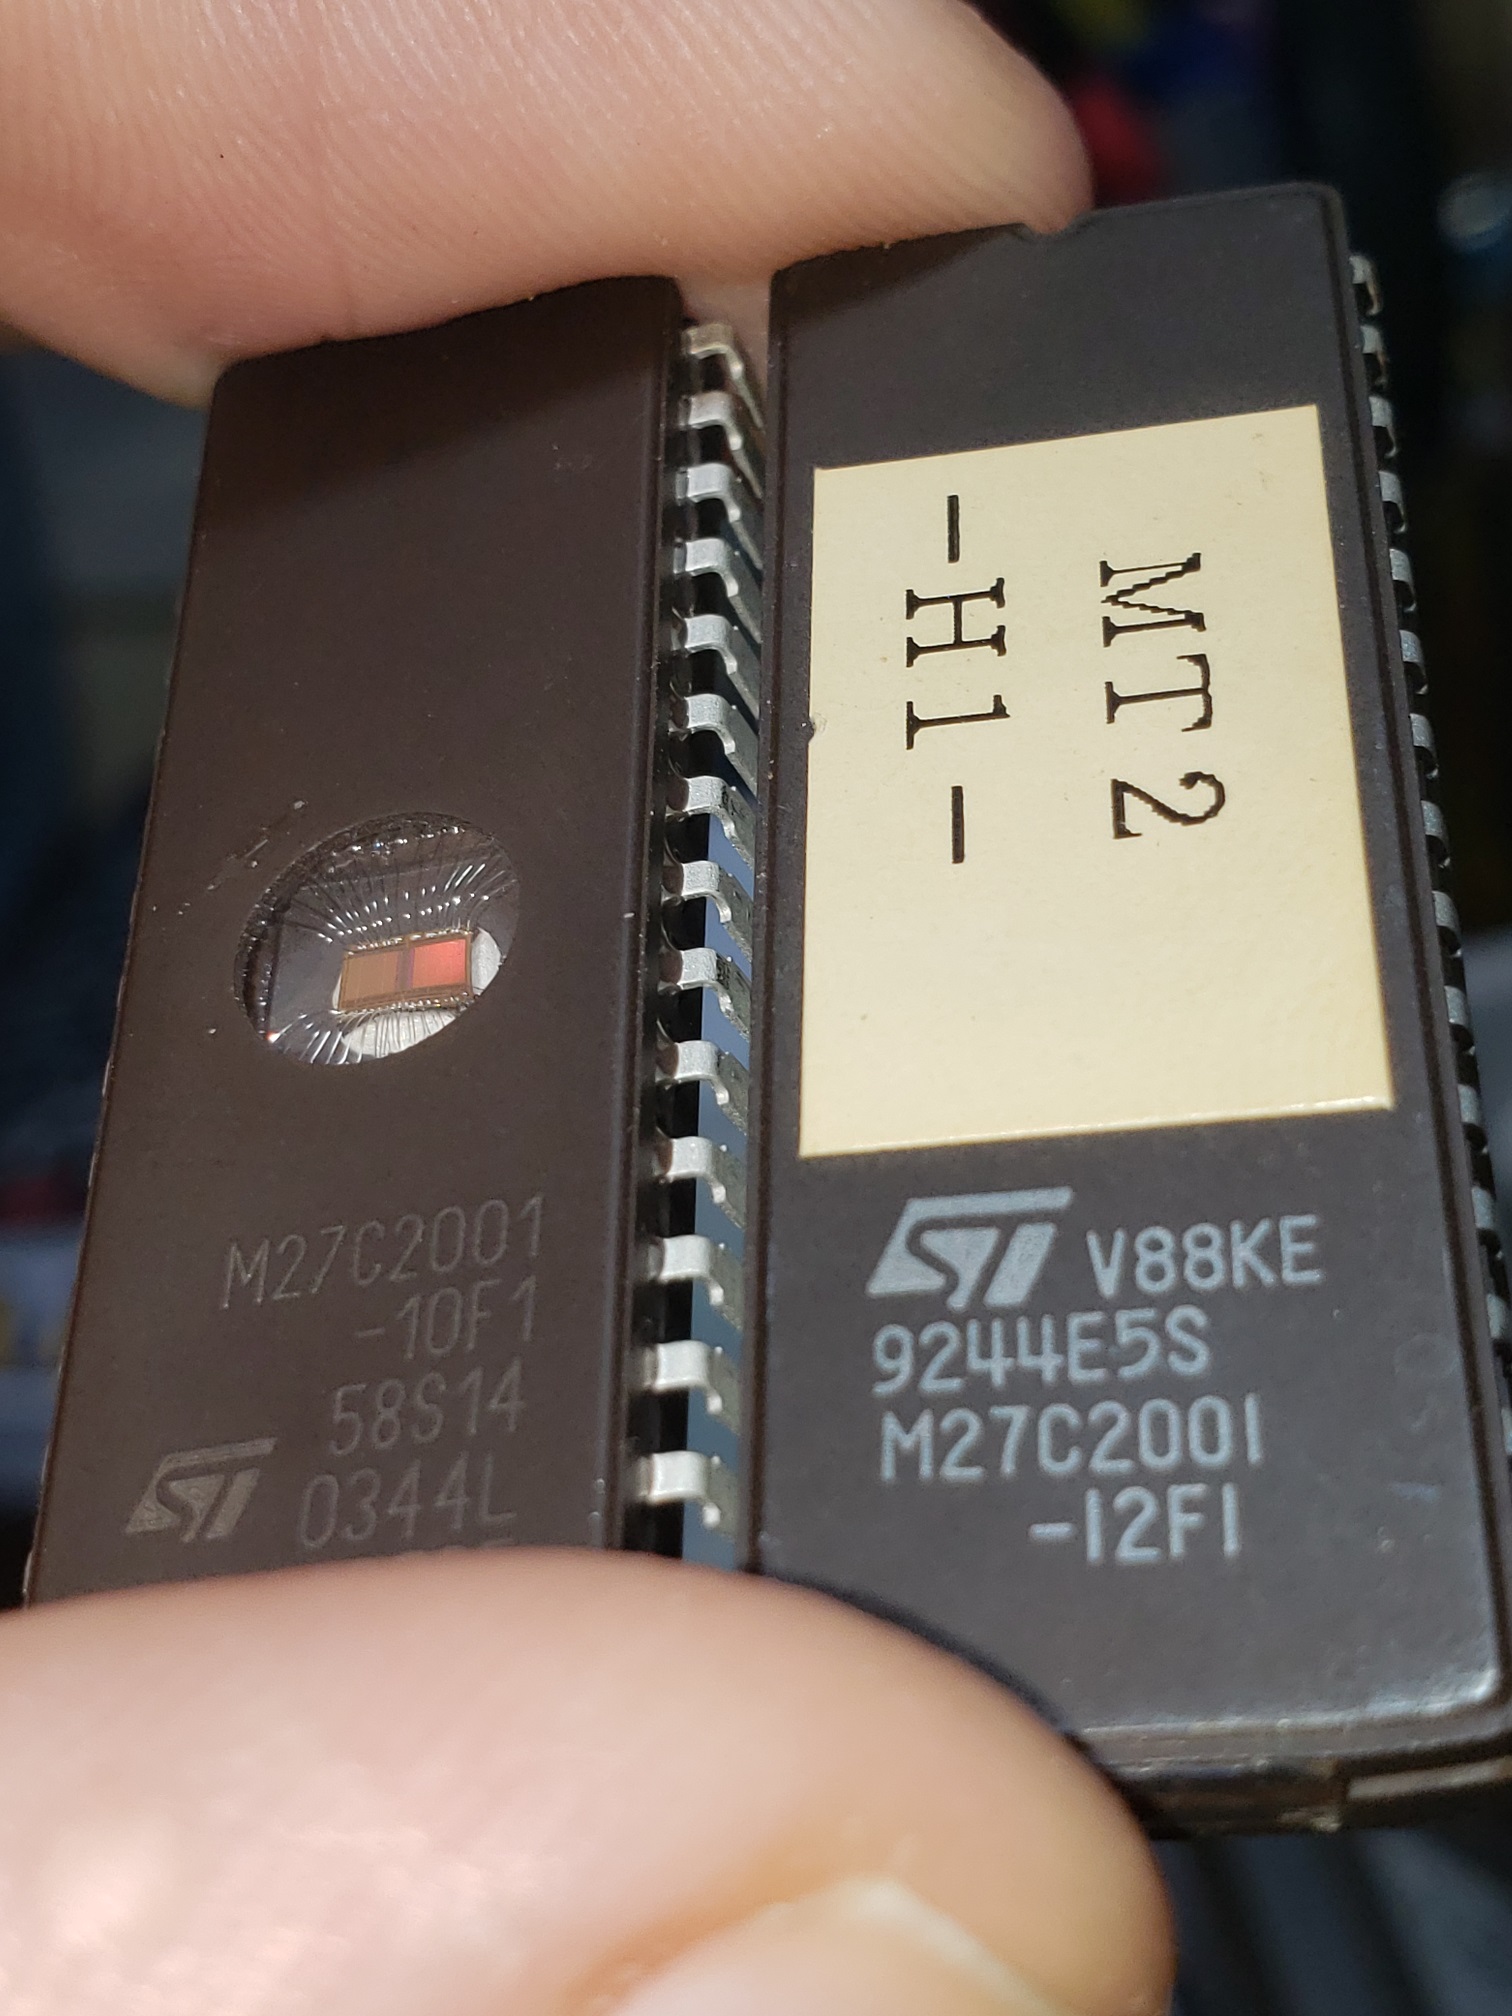 M27C2001
-10F1
58S14
ST 0344L
MT2
-H1-
ST V88KE
9244E5S
M27C2001
-12F1